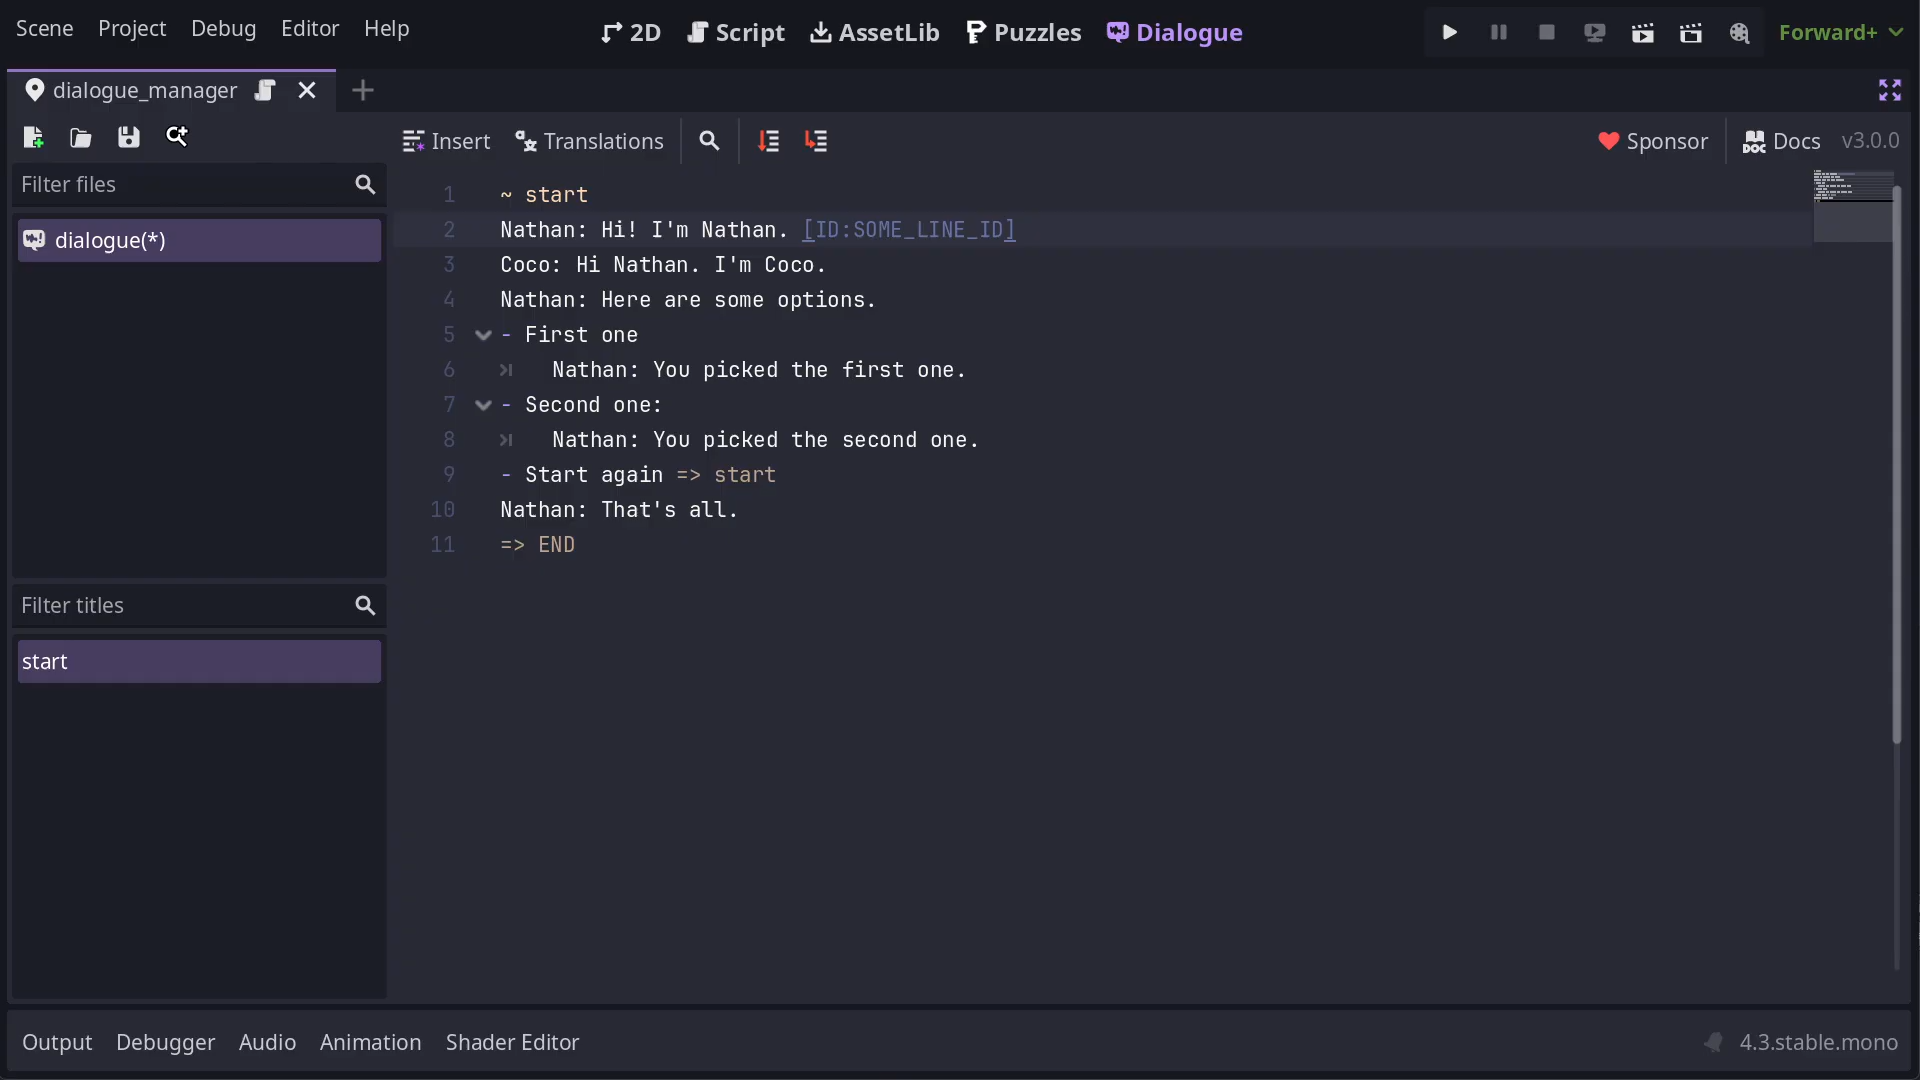 Scene Project Debug Editor Help
2D Script AssetLib Puzzles Dialogue
Forward+
dialogue_manager
Insert Translations
Sponsor DOC Docs v3.0.0
Filter files
dialogue(*)
Filter titles
start
1 ~ start
2 Nathan: Hi! I'm Nathan. [ID:SOME_LINE_ID]
3 Coco: Hi Nathan. I'm Coco.
4 Nathan: Here are some options.
5 - First one
6 Nathan: You picked the first one.
7 - Second one:
8 Nathan: You picked the second one.
9 - Start again => start
10 Nathan: That's all.
11 => END
Output Debugger Audio Animation Shader Editor
4.3.stable.mono